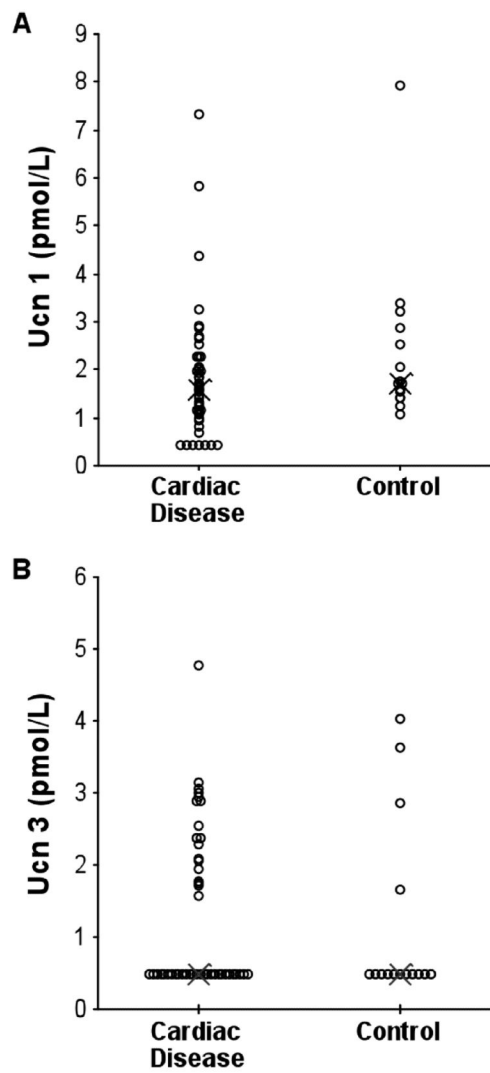 A
Ucn 1 (pmol/L)
9
8
7
6
5
4
3
2
1
0
Cardiac
Disease
Control
B
Ucn 3 (pmol/L)
6
5
4
3
2
1
0
Cardiac
Disease
Control